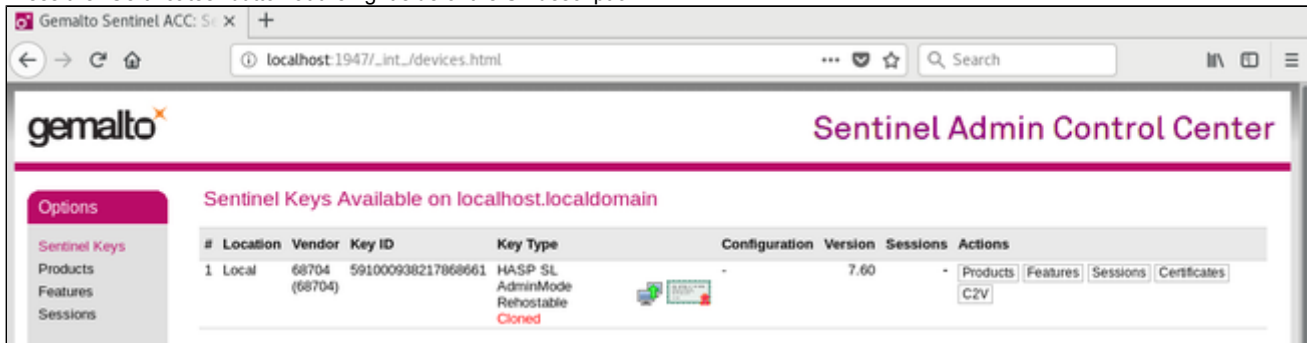 Gemalto Sentinel ACC: Se
localhost:1947/_int_/devices.html
Search
gemalto
Sentinel Admin Control Center
Options
Sentinel Keys Available on localhost.localdomain
Sentinel Keys
Products
Features
Sessions
# Location Vendor Key ID Key Type Configuration Version Sessions Actions
1 Local 68704 591000938217868661 HASP SL - 7.60 - Products Features Sessions Certificates
(68704) AdminMode C2V
Rehostable
Cloned